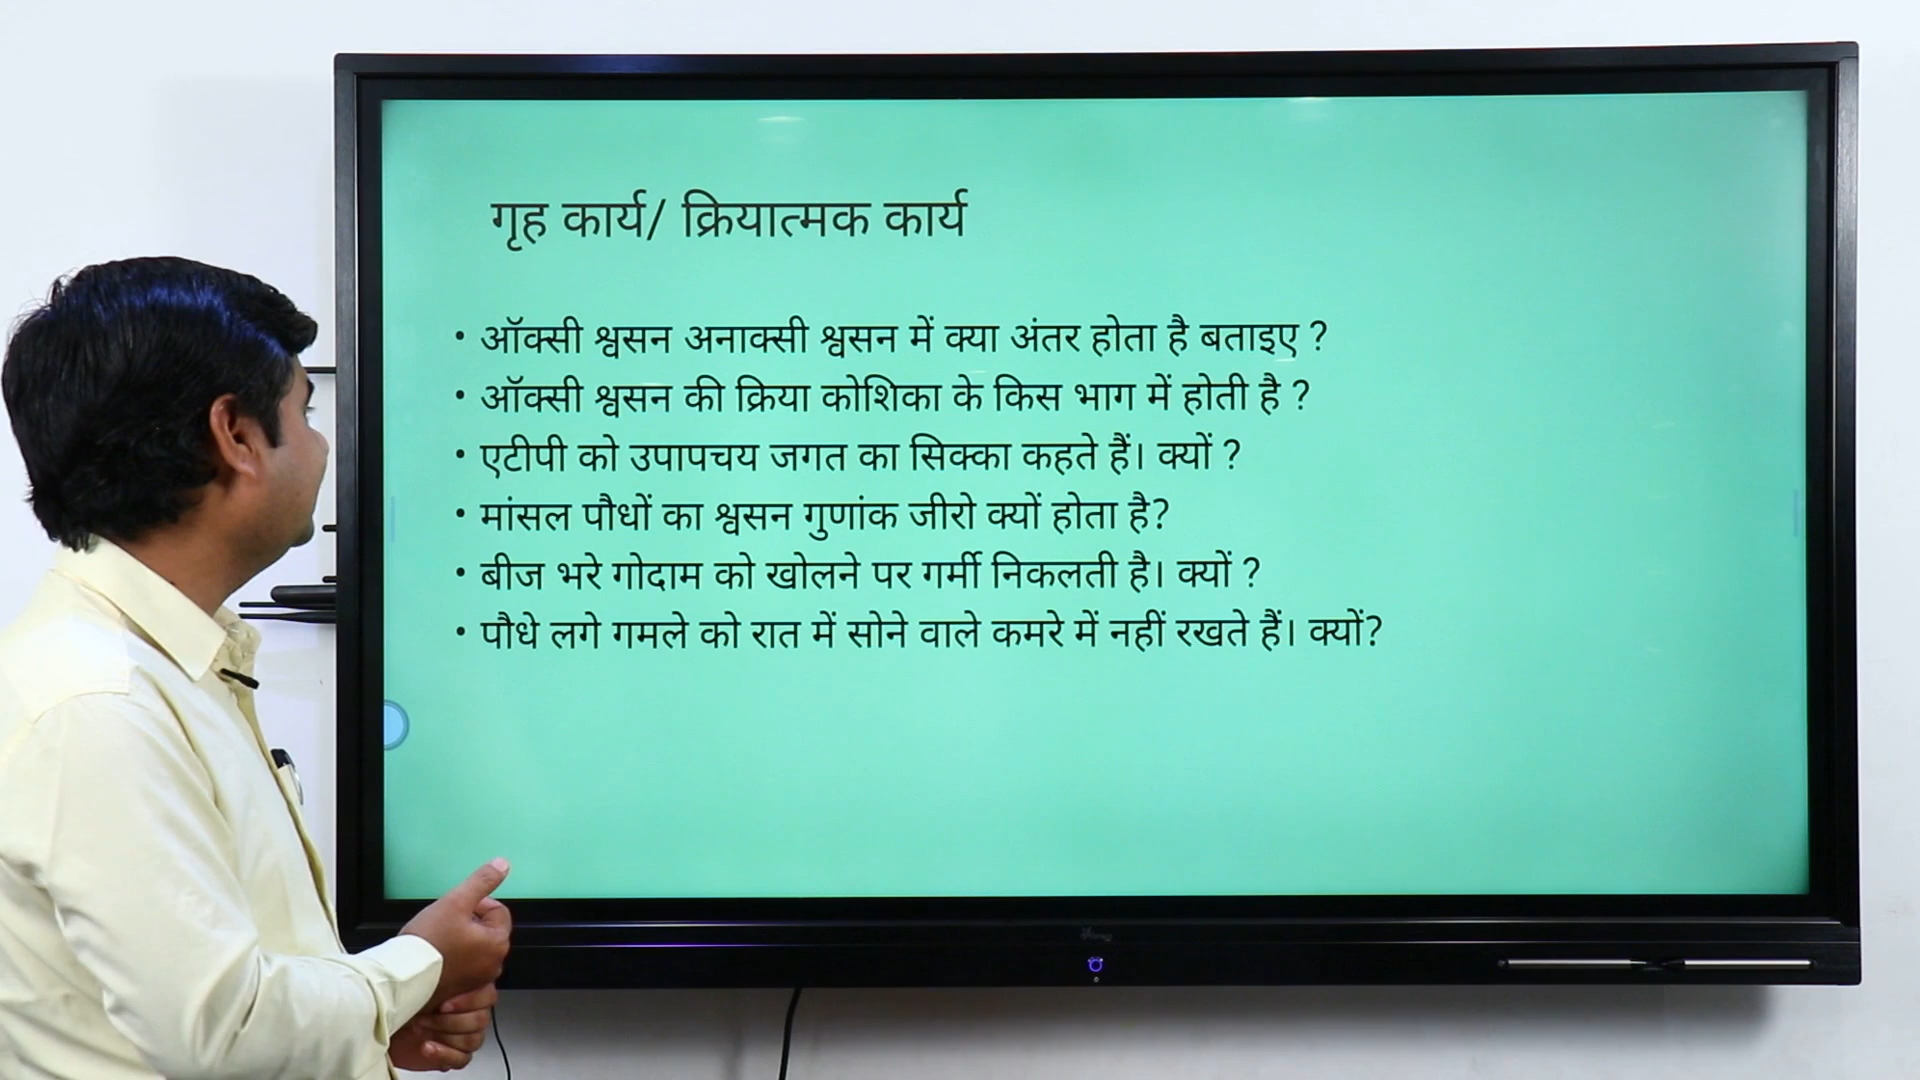 गृह कार्य/ क्रियात्मक कार्य
• ऑक्सी श्वसन अनाक्सी श्वसन में क्या अंतर होता है बताइए ?
• ऑक्सी श्वसन की क्रिया कोशिका के किस भाग में होती है ?
• एटीपी को उपापचय जगत का सिक्का कहते हैं। क्यों ?
• मांसल पौधों का श्वसन गुणांक जीरो क्यों होता है?
• बीज भरे गोदाम को खोलने पर गर्मी निकलती है। क्यों ?
• पौधे लगे गमले को रात में सोने वाले कमरे में नहीं रखते हैं। क्यों?